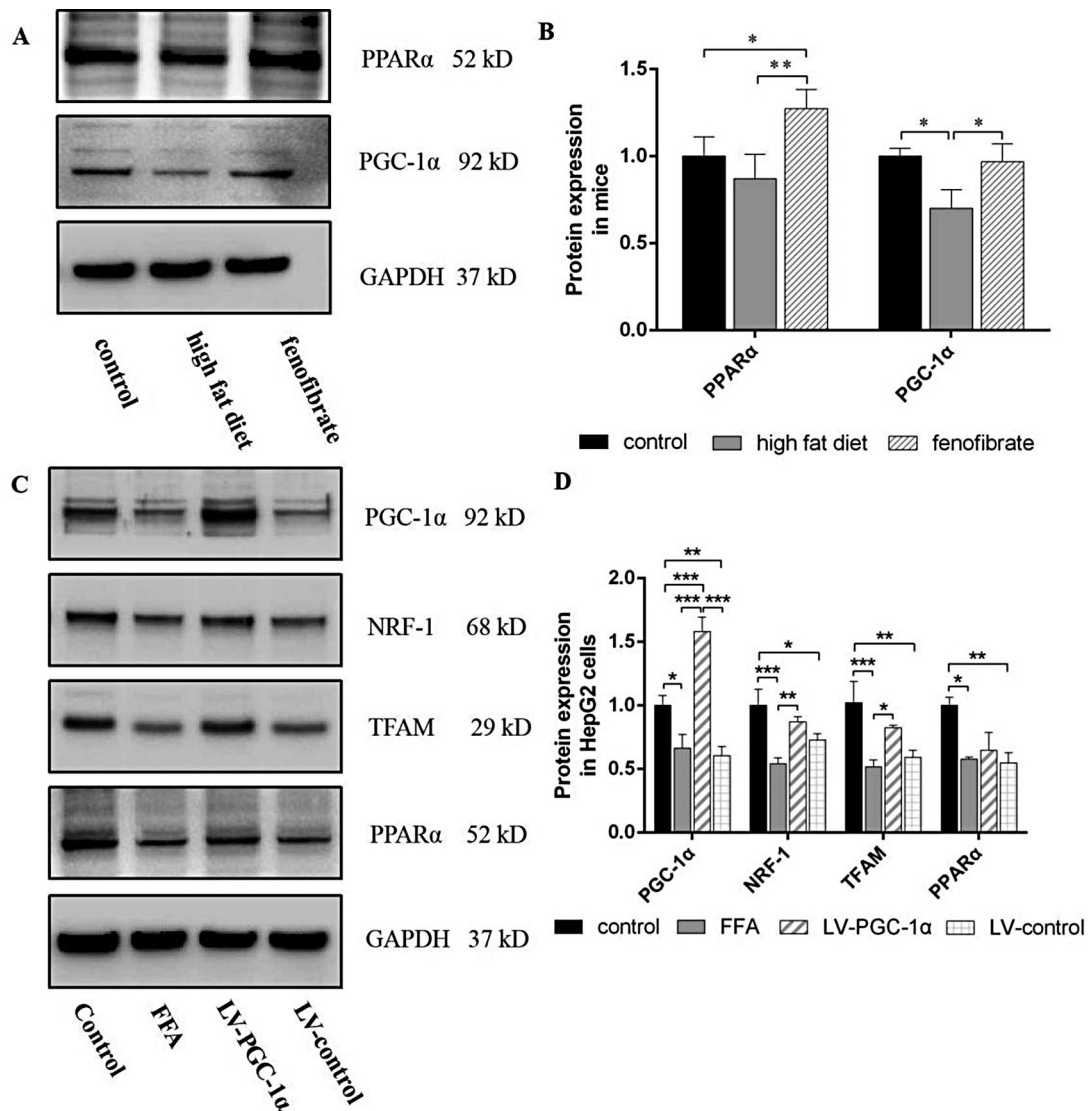 A
PPARα 52 kD
PGC-1α 92 kD
GAPDH 37 kD
control
high fat diet
fenofibrate
B
Protein expression
in mice
1.5
1.0
0.5
0.0
*
**
*
*
PPARα
PGC-1α
control
high fat diet
fenofibrate
C
PGC-1α 92 kD
NRF-1 68 kD
TFAM 29 kD
PPARα 52 kD
GAPDH 37 kD
Control
FFA
LV-PGC-1α
LV-control
D
Protein expression
in HepG2 cells
2.0
1.5
1.0
0.5
0.0
**
***
*** ***
*
*
***
**
**
***
*
**
*
PGC-1α
NRF-1
TFAM
PPARα
control
FFA
LV-PGC-1α
LV-control